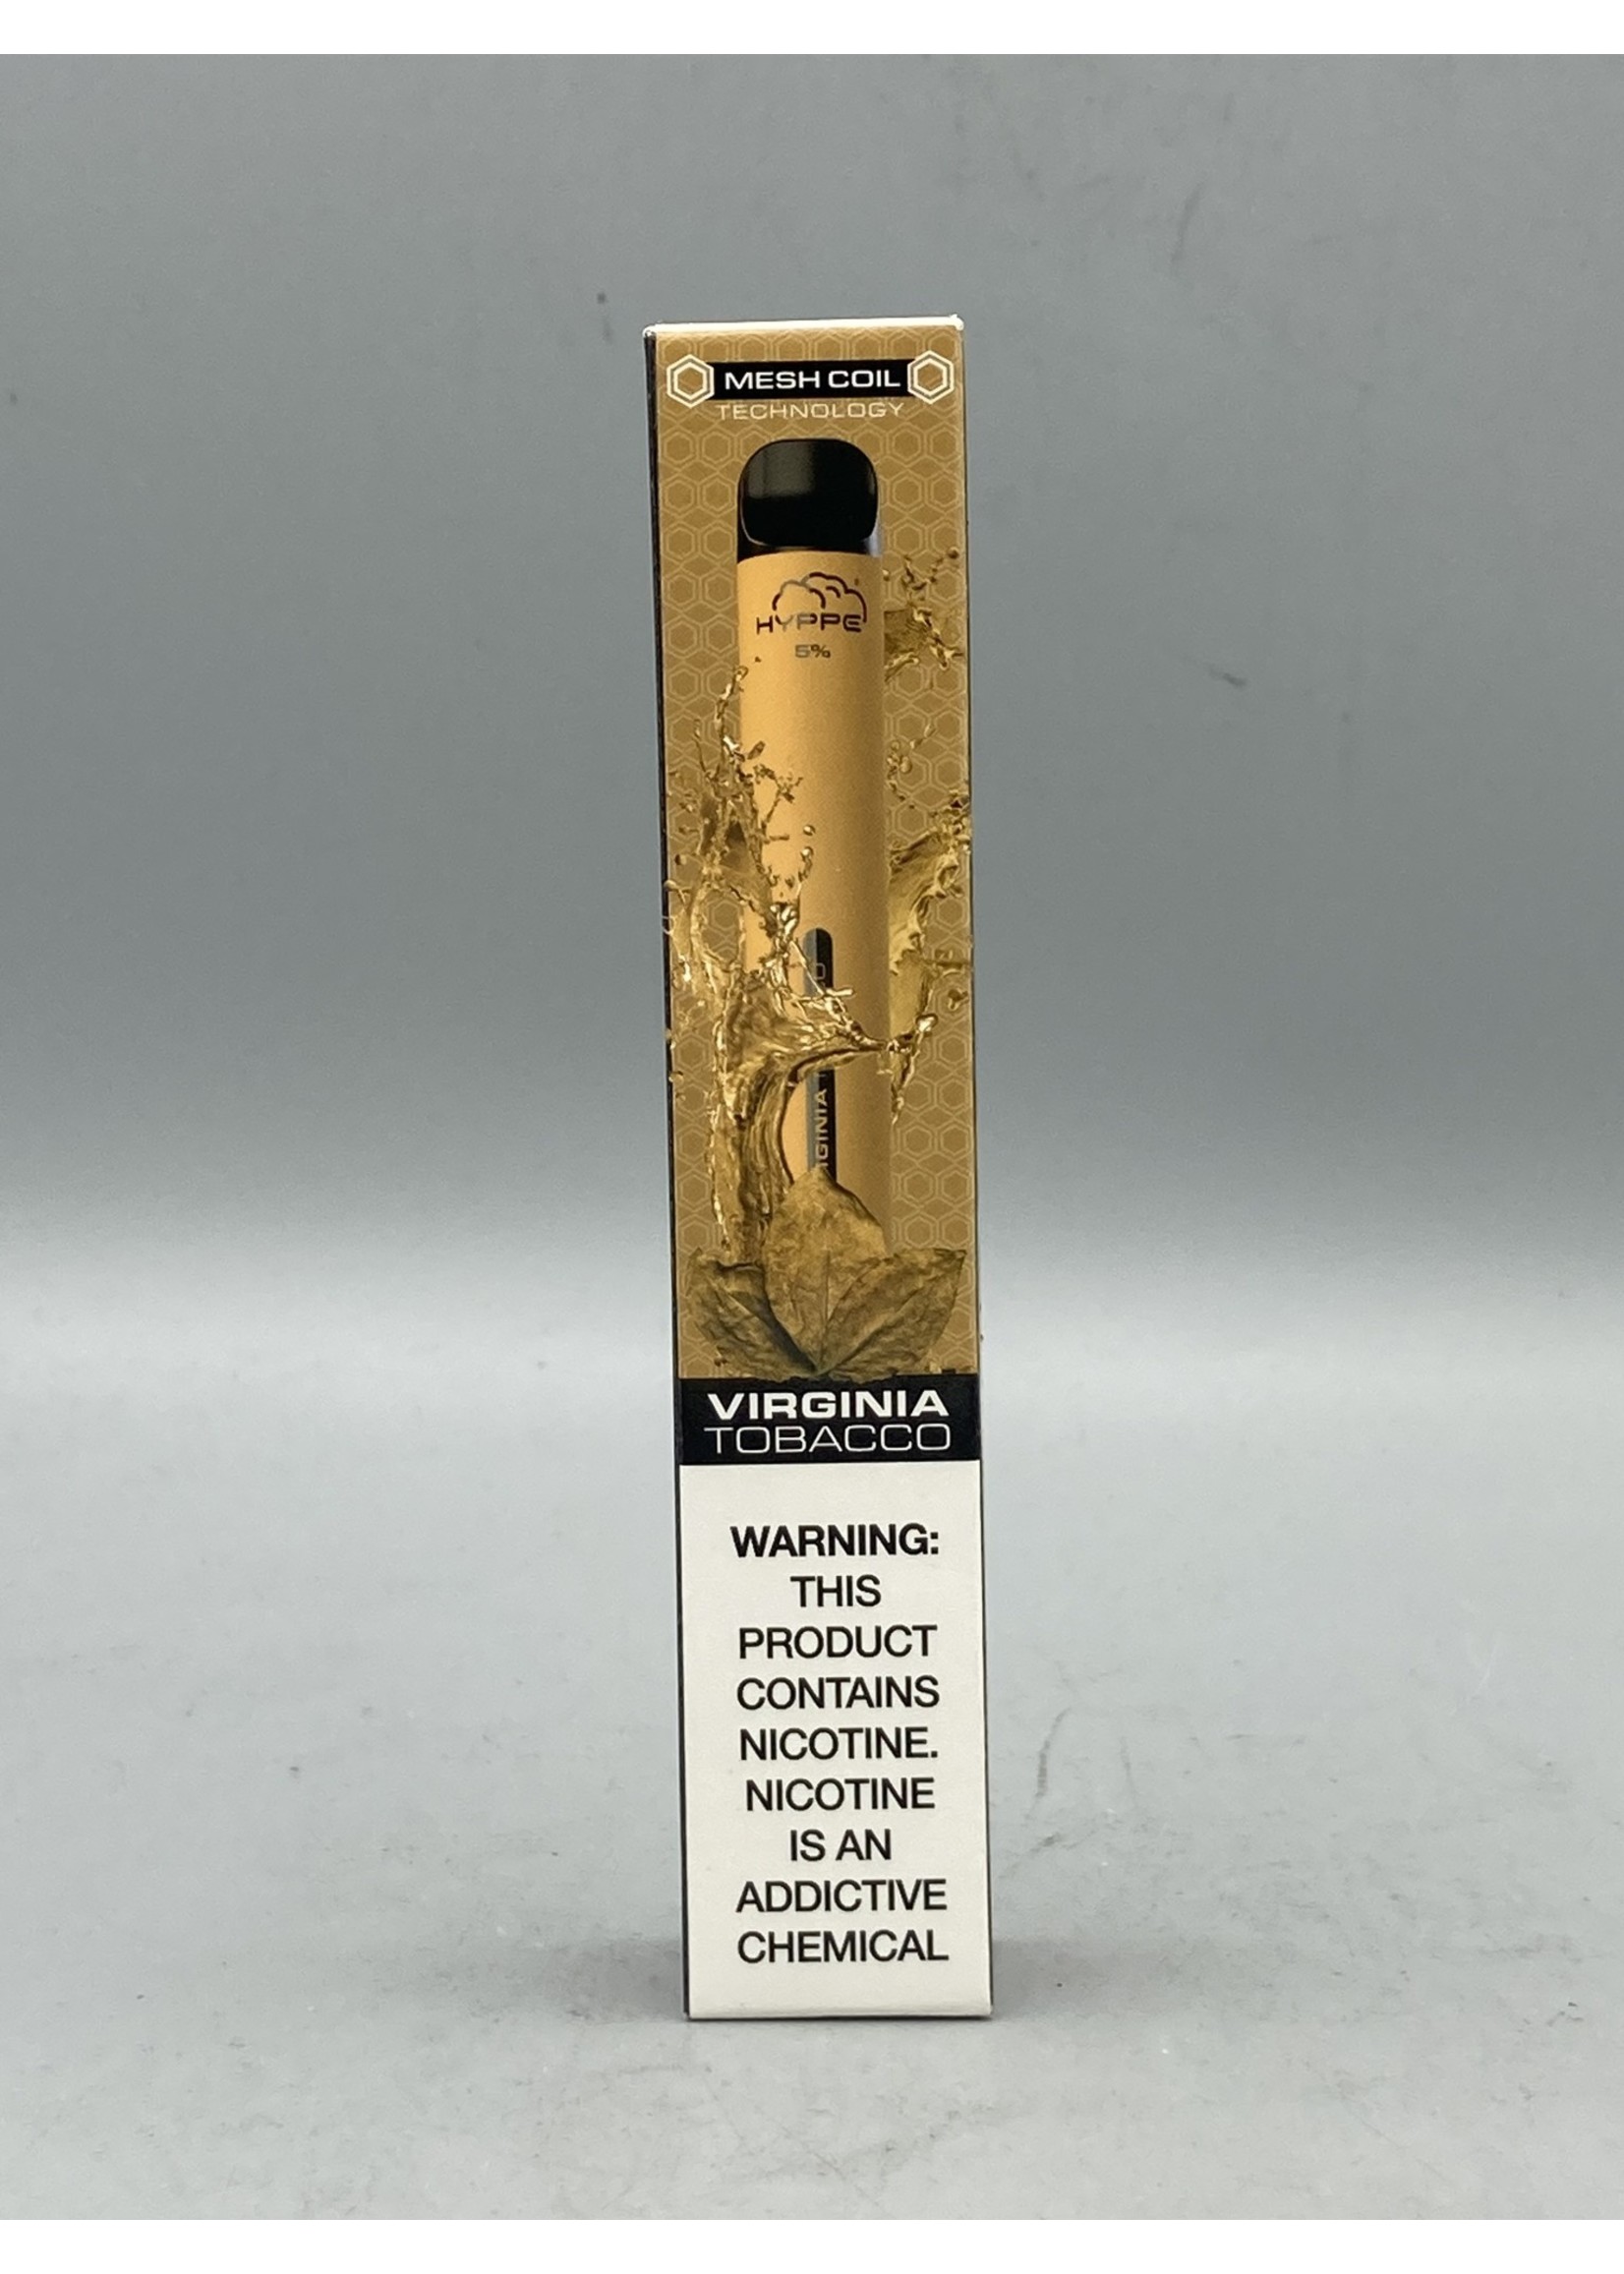 MESH COIL
TECHNOLOGY
HYPPE
5%
VIRGINIA
TOBACCO
WARNING:
THIS
PRODUCT
CONTAINS
NICOTINE.
NICOTINE
IS AN
ADDICTIVE
CHEMICAL